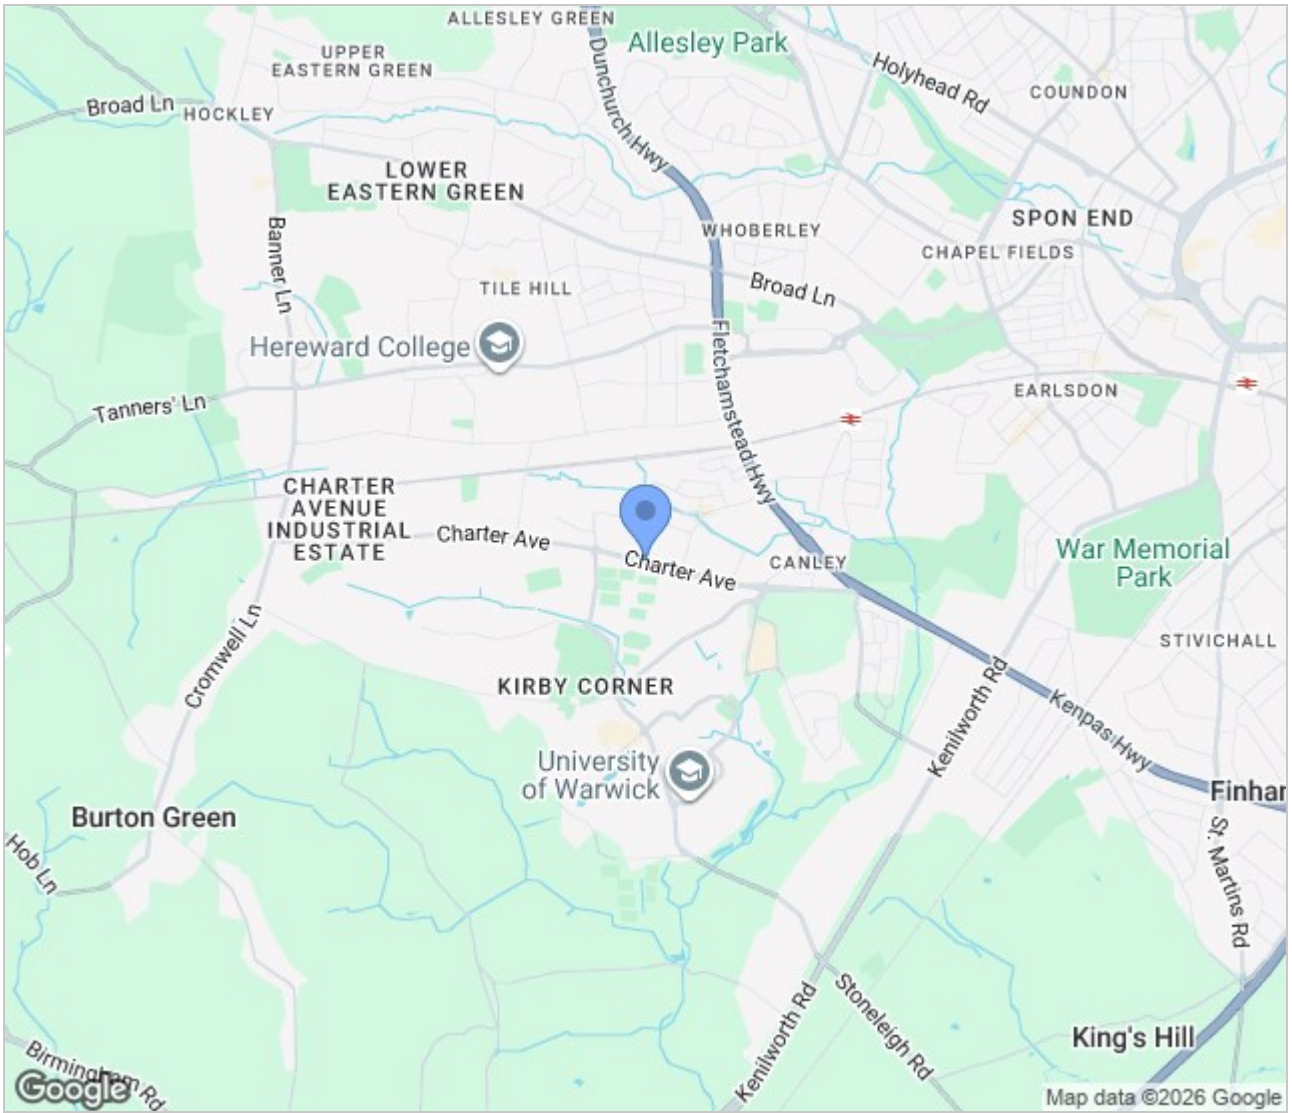 ALLESLEY GREEN
UPPER
EASTERN GREEN
Allesley Park
Dunchurch Hwy
Holyhead Rd
COUNDON
Broad Ln
HOCKLEY
LOWER
EASTERN GREEN
WHOBERLEY
SPON END
CHAPEL FIELDS
Banner Ln
TILE HILL
Broad Ln
Hereward College
Fletchamstead Hwy
EARLSDON
Tanners' Ln
CHARTER
AVENUE
INDUSTRIAL
ESTATE
Charter Ave
Charter Ave
CANLEY
War Memorial
Park
STIVICHALL
Cromwell Ln
KIRBY CORNER
Kenilworth Rd
Kenpas Hwy
University
of Warwick
Finhar
Burton Green
Hob Ln
St. Martins Rd
Stoneleigh Rd
Kenilworth Rd
King's Hill
Birmingham Rd
Google
Map data ©2026 Google